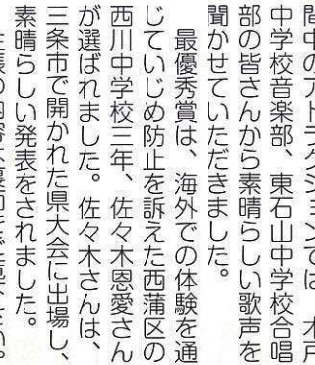 間中のアトラクションでは、木戸
中学校音楽部、東石山中学校合唱
部の皆さんから素晴らしい歌声を
聞かせていただきました。
最優秀賞は、海外での体験を通
じていじめ防止を訴えた西蒲区の
西川中学校三年、佐々木恩愛さん
が選ばれました。佐々木さんは、
三条市で開かれた県大会に出場し、
素晴らしい発表をされました。